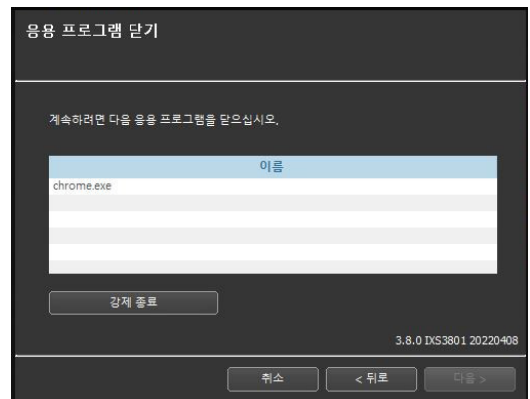 응용 프로그램 닫기
계속하려면 다음 응용 프로그램을 닫으십시오.
이름
chrome.exe
강제 종료
3.8.0 IXS3801 20220408
취소
< 뒤로
다음 >